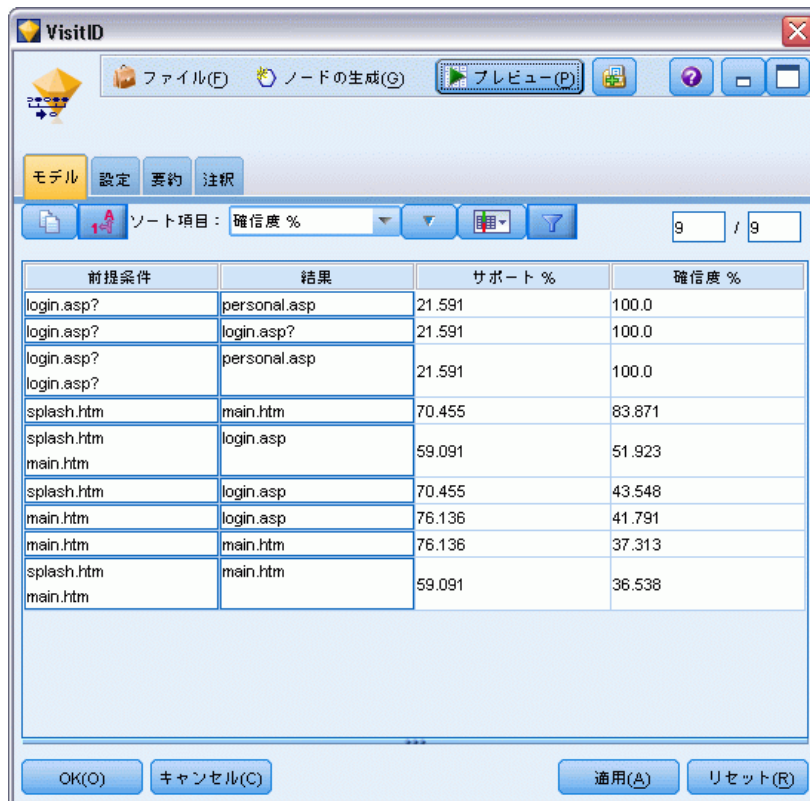 VisitID
ファイル(F) ノードの生成(G) プレビュー(P)
モデル 設定 要約 注釈
ソート項目: 確信度 % 9 / 9
前提条件 結果 サポート % 確信度 %
login.asp? personal.asp 21.591 100.0
login.asp? login.asp? 21.591 100.0
login.asp? personal.asp
21.591 100.0
login.asp?
splash.htm main.htm 70.455 83.871
splash.htm login.asp
59.091 51.923
main.htm
splash.htm login.asp 70.455 43.548
main.htm login.asp 76.136 41.791
main.htm main.htm 76.136 37.313
splash.htm main.htm
59.091 36.538
main.htm
OK(O) キャンセル(C) 適用(A) リセット(R)